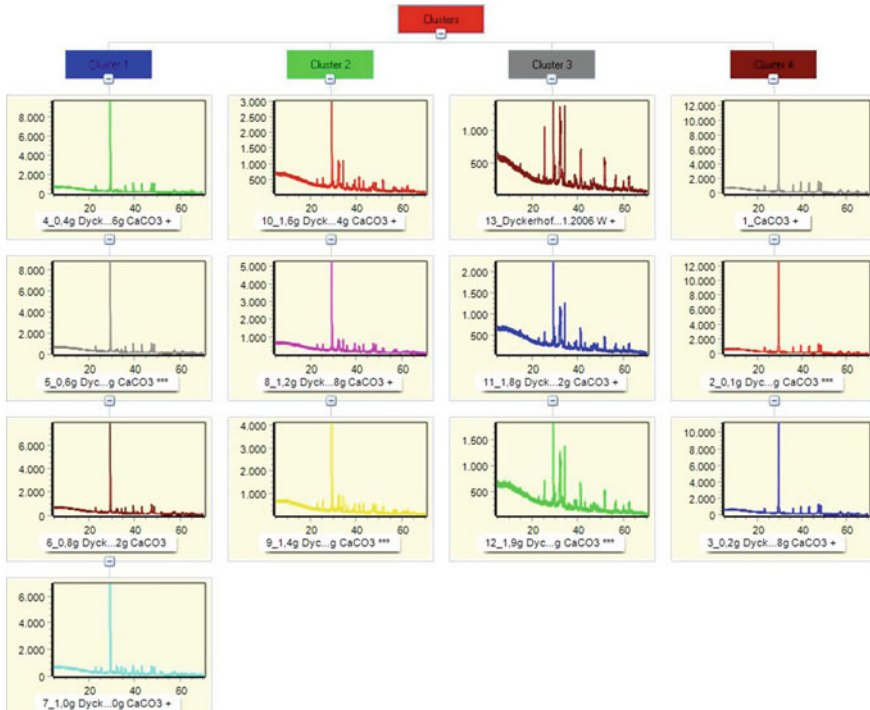 Clusters
Cluster 1 Cluster 2 Cluster 3 Cluster 4
8.000
6.000
4.000
2.000
0
20 40 60
4_0,4g Dyck...6g CaCO3 +
3.000
2.500
2.000
1.500
1.000
500
20 40 60
10_1,6g Dyck...4g CaCO3 +
1.000
500
20 40 60
13_Dyckerhof...1.2006 W +
12.000
10.000
8.000
6.000
4.000
2.000
0
20 40 60
1_CaCO3 +
8.000
6.000
4.000
2.000
0
20 40 60
5_0,6g Dyc...g CaCO3 ***
5.000
4.000
3.000
2.000
1.000
20 40 60
8_1,2g Dyck...8g CaCO3 +
2.000
1.500
1.000
500
20 40 60
11_1,8g Dyck...2g CaCO3 +
12.000
10.000
8.000
6.000
4.000
2.000
0
20 40 60
2_0,1g Dyc...g CaCO3 ***
6.000
4.000
2.000
0.000
20 40 60
6_0,8g Dyck...2g CaCO3
4.000
3.000
2.000
1.000
20 40 60
9_1,4g Dyc...g CaCO3 ***
1.500
1.000
500
20 40 60
12_1,9g Dyc...g CaCO3 ***
10.000
8.000
6.000
4.000
2.000
0.000
20 40 60
3_0,2g Dyck...8g CaCO3 +
6.000
4.000
2.000
0.000
20 40 60
7_1,0g Dyck...0g CaCO3 +